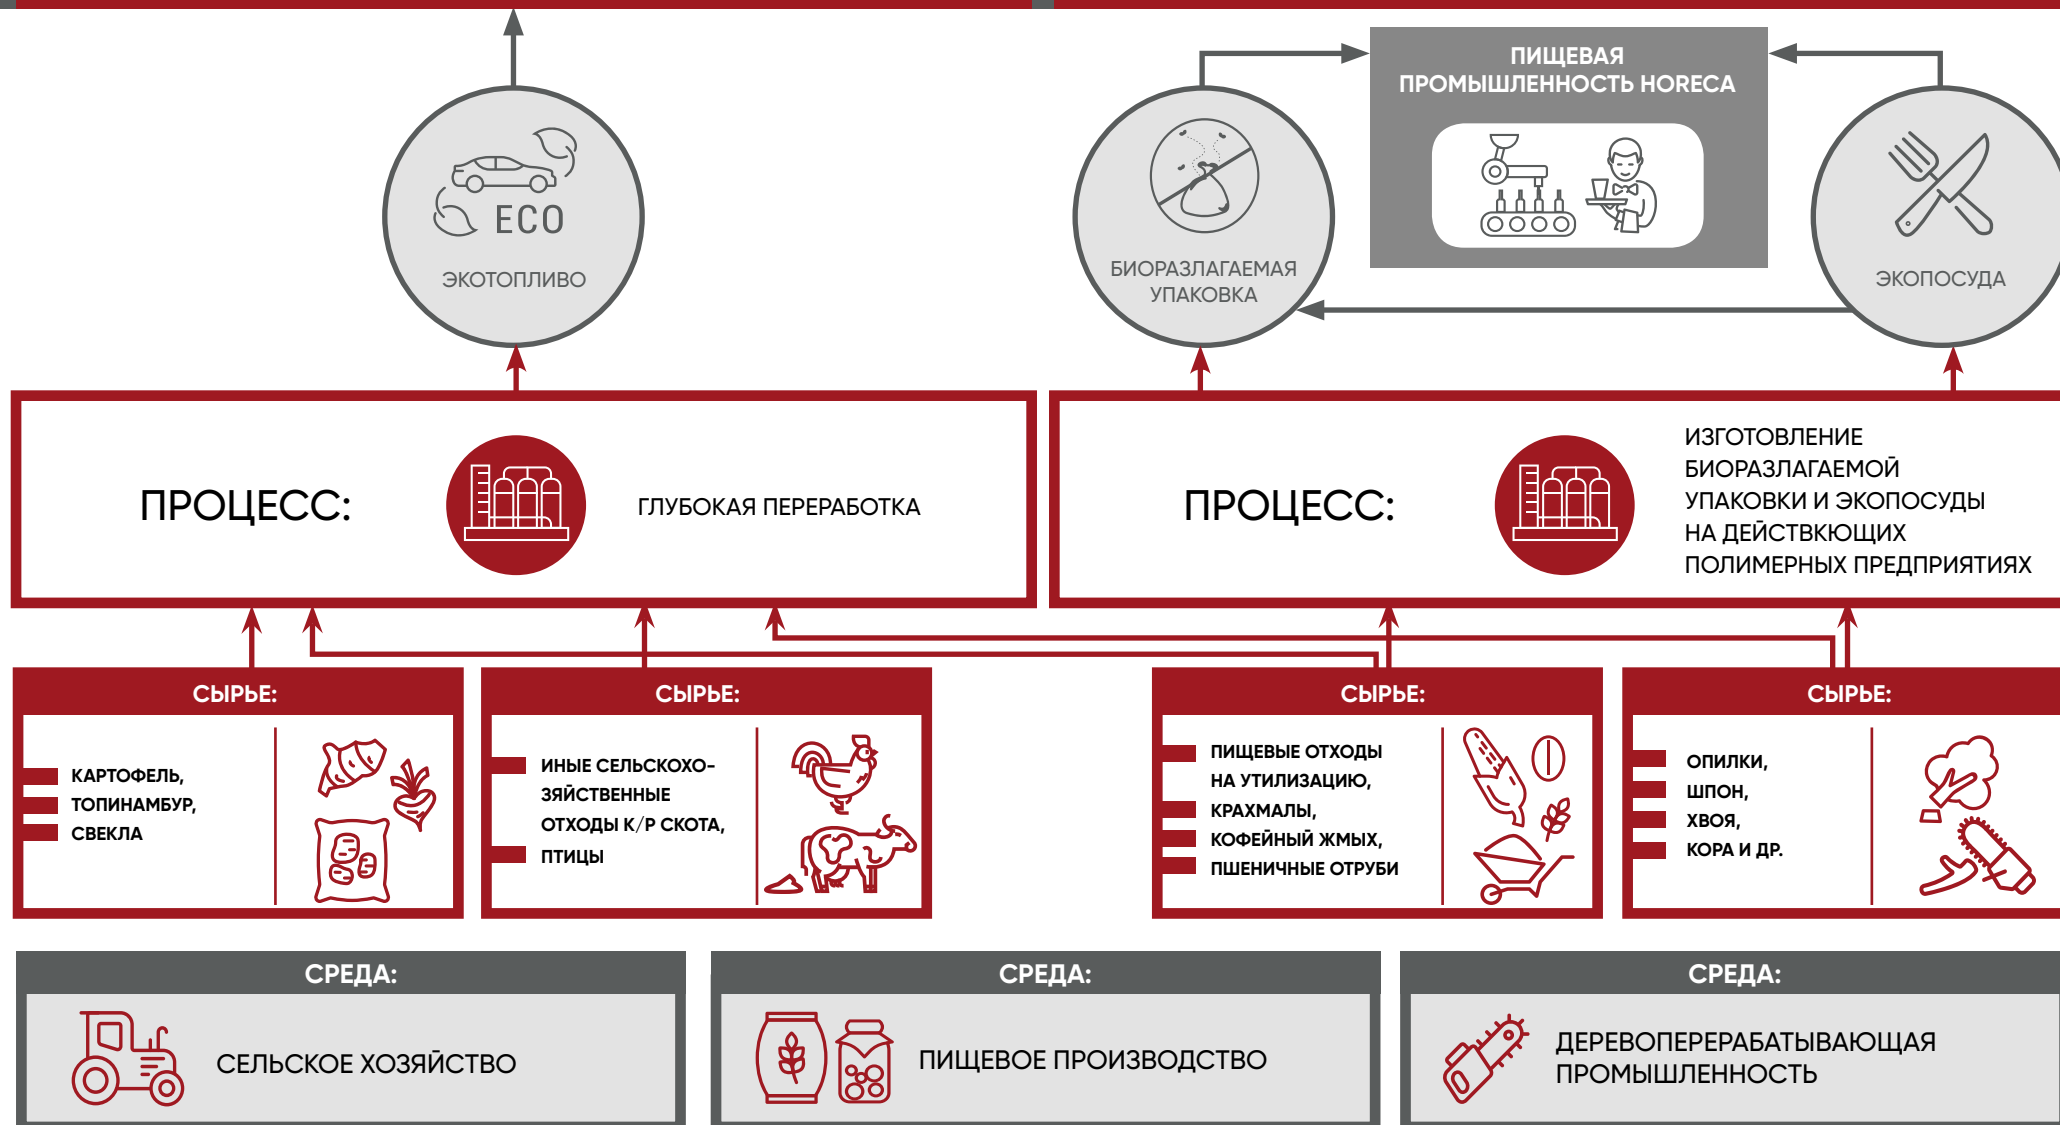 ПИЩЕВАЯ
ПРОМЫШЛЕННОСТЬ HORECA
ECO
ЭКОТОПЛИВО
БИОРАЗЛАГАЕМАЯ
УПАКОВКА
ЭКОПОСУДА
ПРОЦЕСС:
ГЛУБОКАЯ ПЕРЕРАБОТКА
ПРОЦЕСС:
ИЗГОТОВЛЕНИЕ
БИОРАЗЛАГАЕМОЙ
УПАКОВКИ И ЭКОПОСУДЫ
НА ДЕЙСТВКЮЩИХ
ПОЛИМЕРНЫХ ПРЕДПРИЯТИЯХ
СЫРЬЕ:
КАРТОФЕЛЬ,
ТОПИНАМБУР,
СВЕКЛА
СЫРЬЕ:
ИНЫЕ СЕЛЬСКОХО-
ЗЯЙСТВЕННЫЕ
ОТХОДЫ К/Р СКОТА,
ПТИЦЫ
СЫРЬЕ:
ПИЩЕВЫЕ ОТХОДЫ
НА УТИЛИЗАЦИЮ,
КРАХМАЛЫ,
КОФЕЙНЫЙ ЖМЫХ,
ПШЕНИЧНЫЕ ОТРУБИ
СЫРЬЕ:
ОПИЛКИ,
ШПОН,
ХВОЯ,
КОРА И ДР.
СРЕДА:
СЕЛЬСКОЕ ХОЗЯЙСТВО
СРЕДА:
ПИЩЕВОЕ ПРОИЗВОДСТВО
СРЕДА:
ДЕРЕВОПЕРЕРАБАТЫВАЮЩАЯ
ПРОМЫШЛЕННОСТЬ